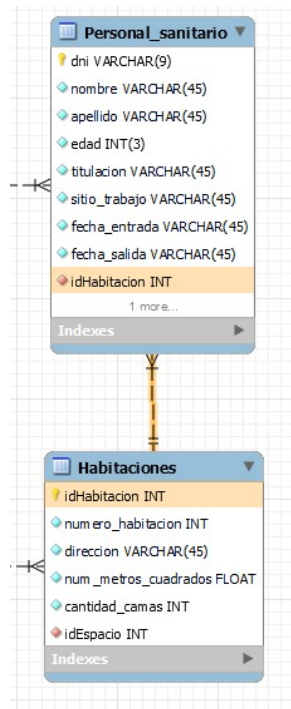 Personal_sanitario
dni VARCHAR(9)
nombre VARCHAR(45)
apellido VARCHAR(45)
edad INT(3)
titulacion VARCHAR(45)
sitio_trabajo VARCHAR(45)
fecha_entrada VARCHAR(45)
fecha_salida VARCHAR(45)
idHabitacion INT
1 more...
Indexes
Habitaciones
idHabitacion INT
numero_habitacion INT
direccion VARCHAR(45)
num_metros_cuadrados FLOAT
cantidad_camas INT
idEspacio INT
Indexes